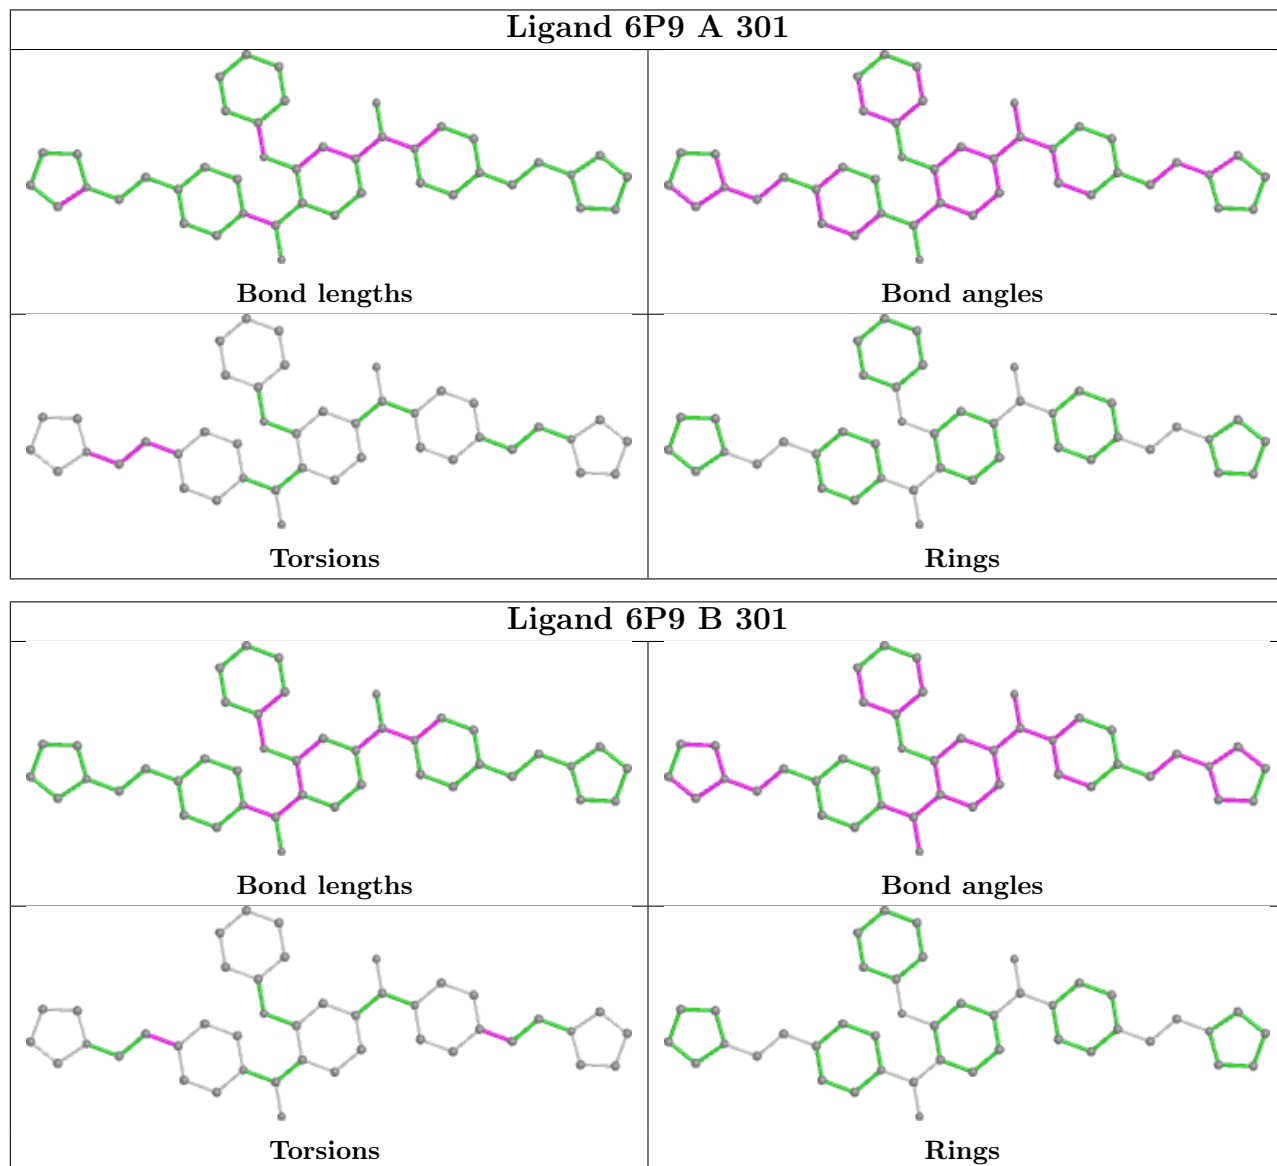 Ligand 6P9 A 301
Bond lengths
Bond angles
Torsions
Rings
Ligand 6P9 B 301
Bond lengths
Bond angles
Torsions
Rings